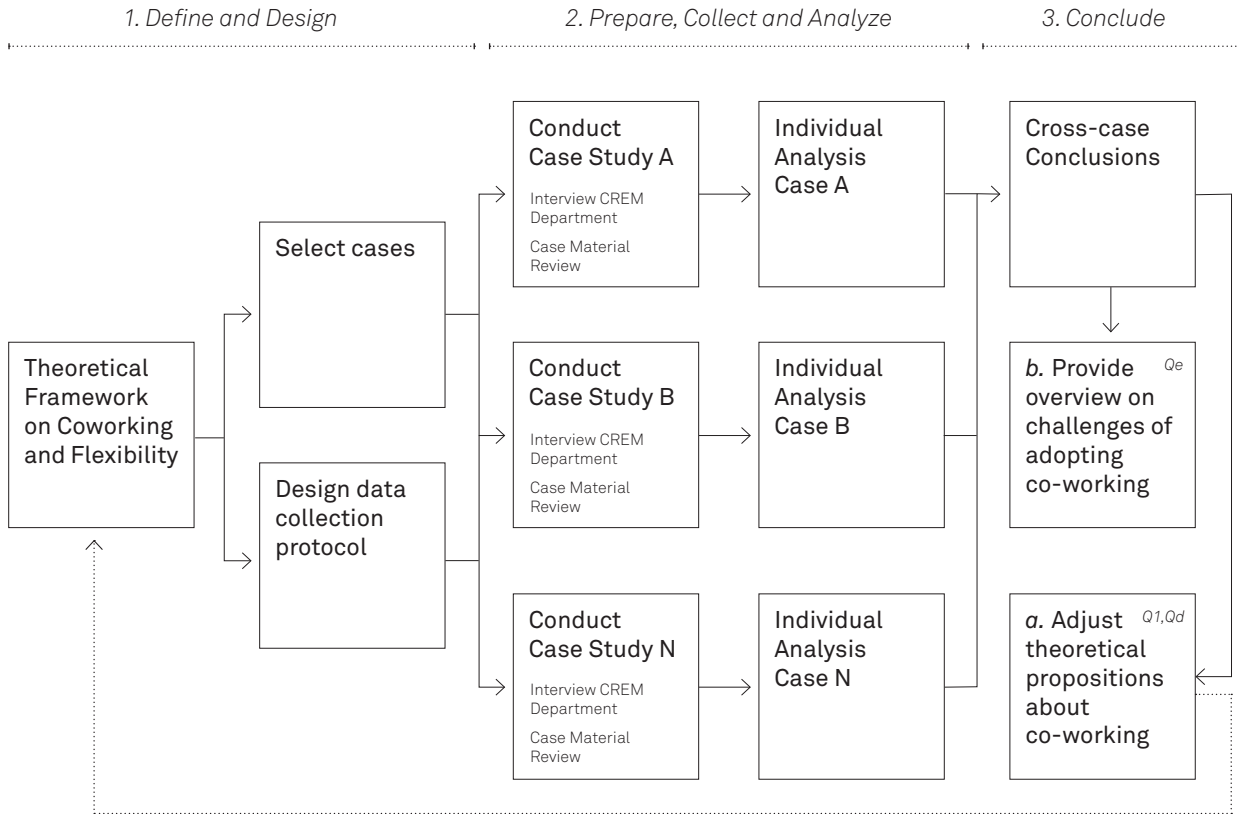 1. Define and Design
2. Prepare, Collect and Analyze
3. Conclude
Theoretical
Framework
on Coworking
and Flexibility
Select cases
Design data
collection
protocol
Conduct
Case Study A
Interview CREM
Department
Case Material
Review
Individual
Analysis
Case A
Conduct
Case Study B
Interview CREM
Department
Case Material
Review
Individual
Analysis
Case B
Conduct
Case Study N
Interview CREM
Department
Case Material
Review
Individual
Analysis
Case N
Cross-case
Conclusions
b. Provide Qe
overview on
challenges of
adopting
co-working
a. Adjust Q1,Qd
theoretical
propositions
about
co-working